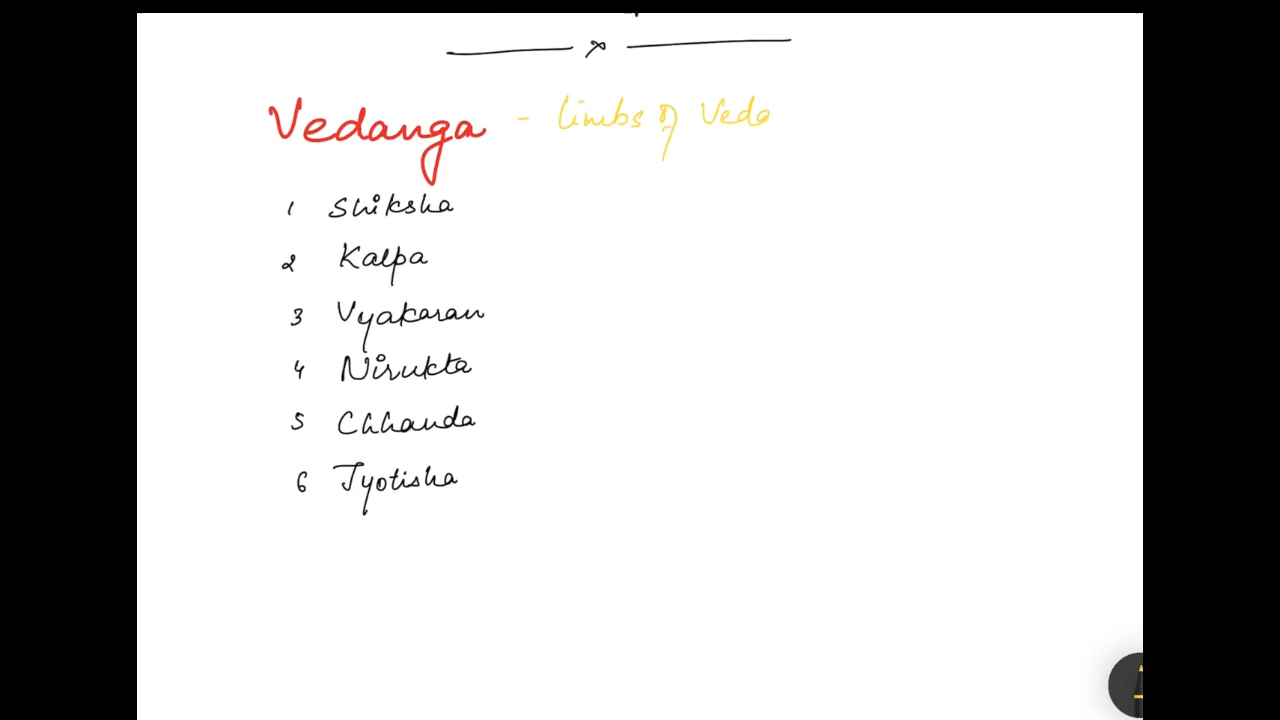 Vedanga - limbs of Veda
1 Shiksha
2 Kalpa
3 Vyakaran
4 Nirukta
5 Chhanda
6 Jyotisha